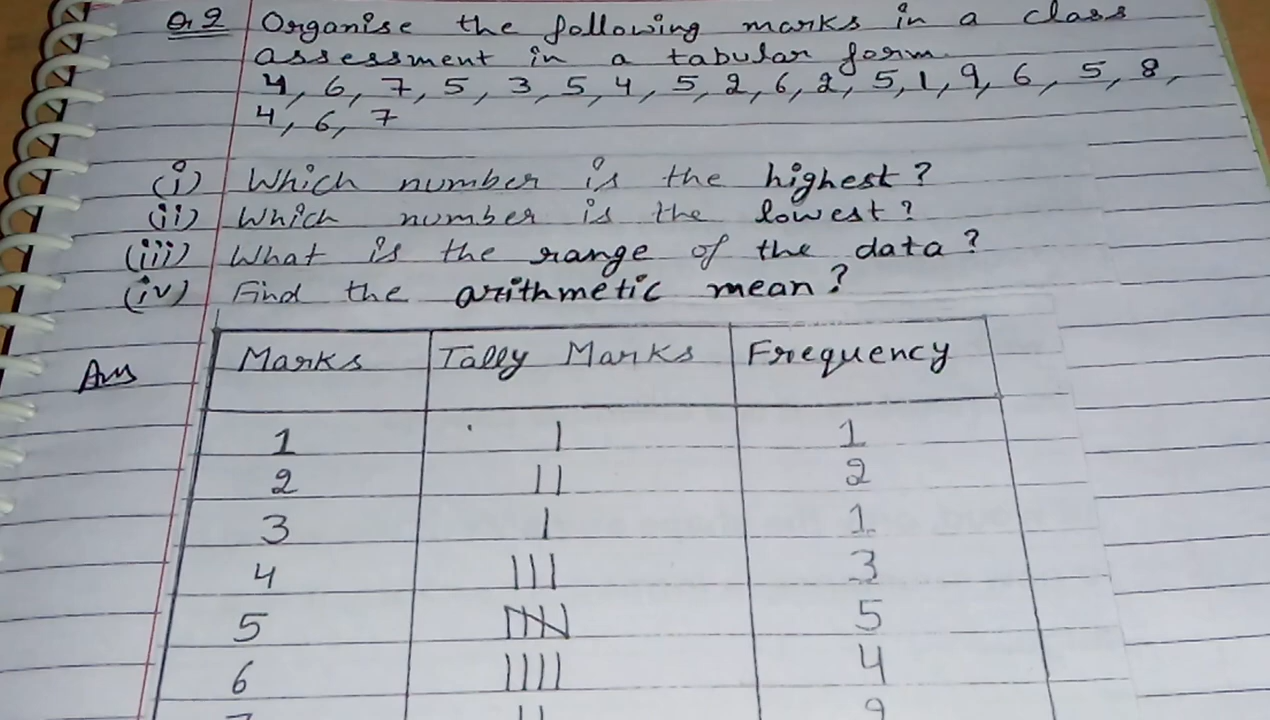 Q.2 Organise the following marks in a class
assessment in a tabular form.
4, 6, 7, 5, 3, 5, 4, 5, 2, 6, 2, 5, 1, 9, 6, 5, 8,
4, 6, 7
(i) Which number is the highest?
(ii) Which number is the lowest?
(iii) What is the range of the data?
(iv) Find the arithmetic mean?
Ans Marks Tally Marks Frequency
1 | 1
2 || 2
3 | 1
4 ||| 3
5 𝍸 5
6 |||| 4